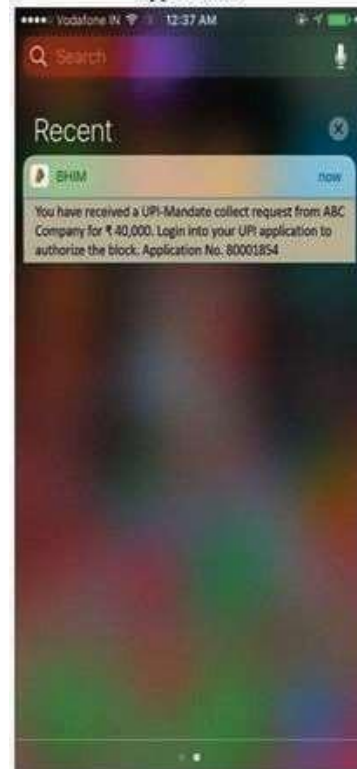 Vodafone IN 12:37 AM
Search
Recent
BHIM now
You have received a UPI-Mandate collect request from ABC
Company for ₹ 40,000. Login into your UPI application to
authorize the block. Application No. 80001854